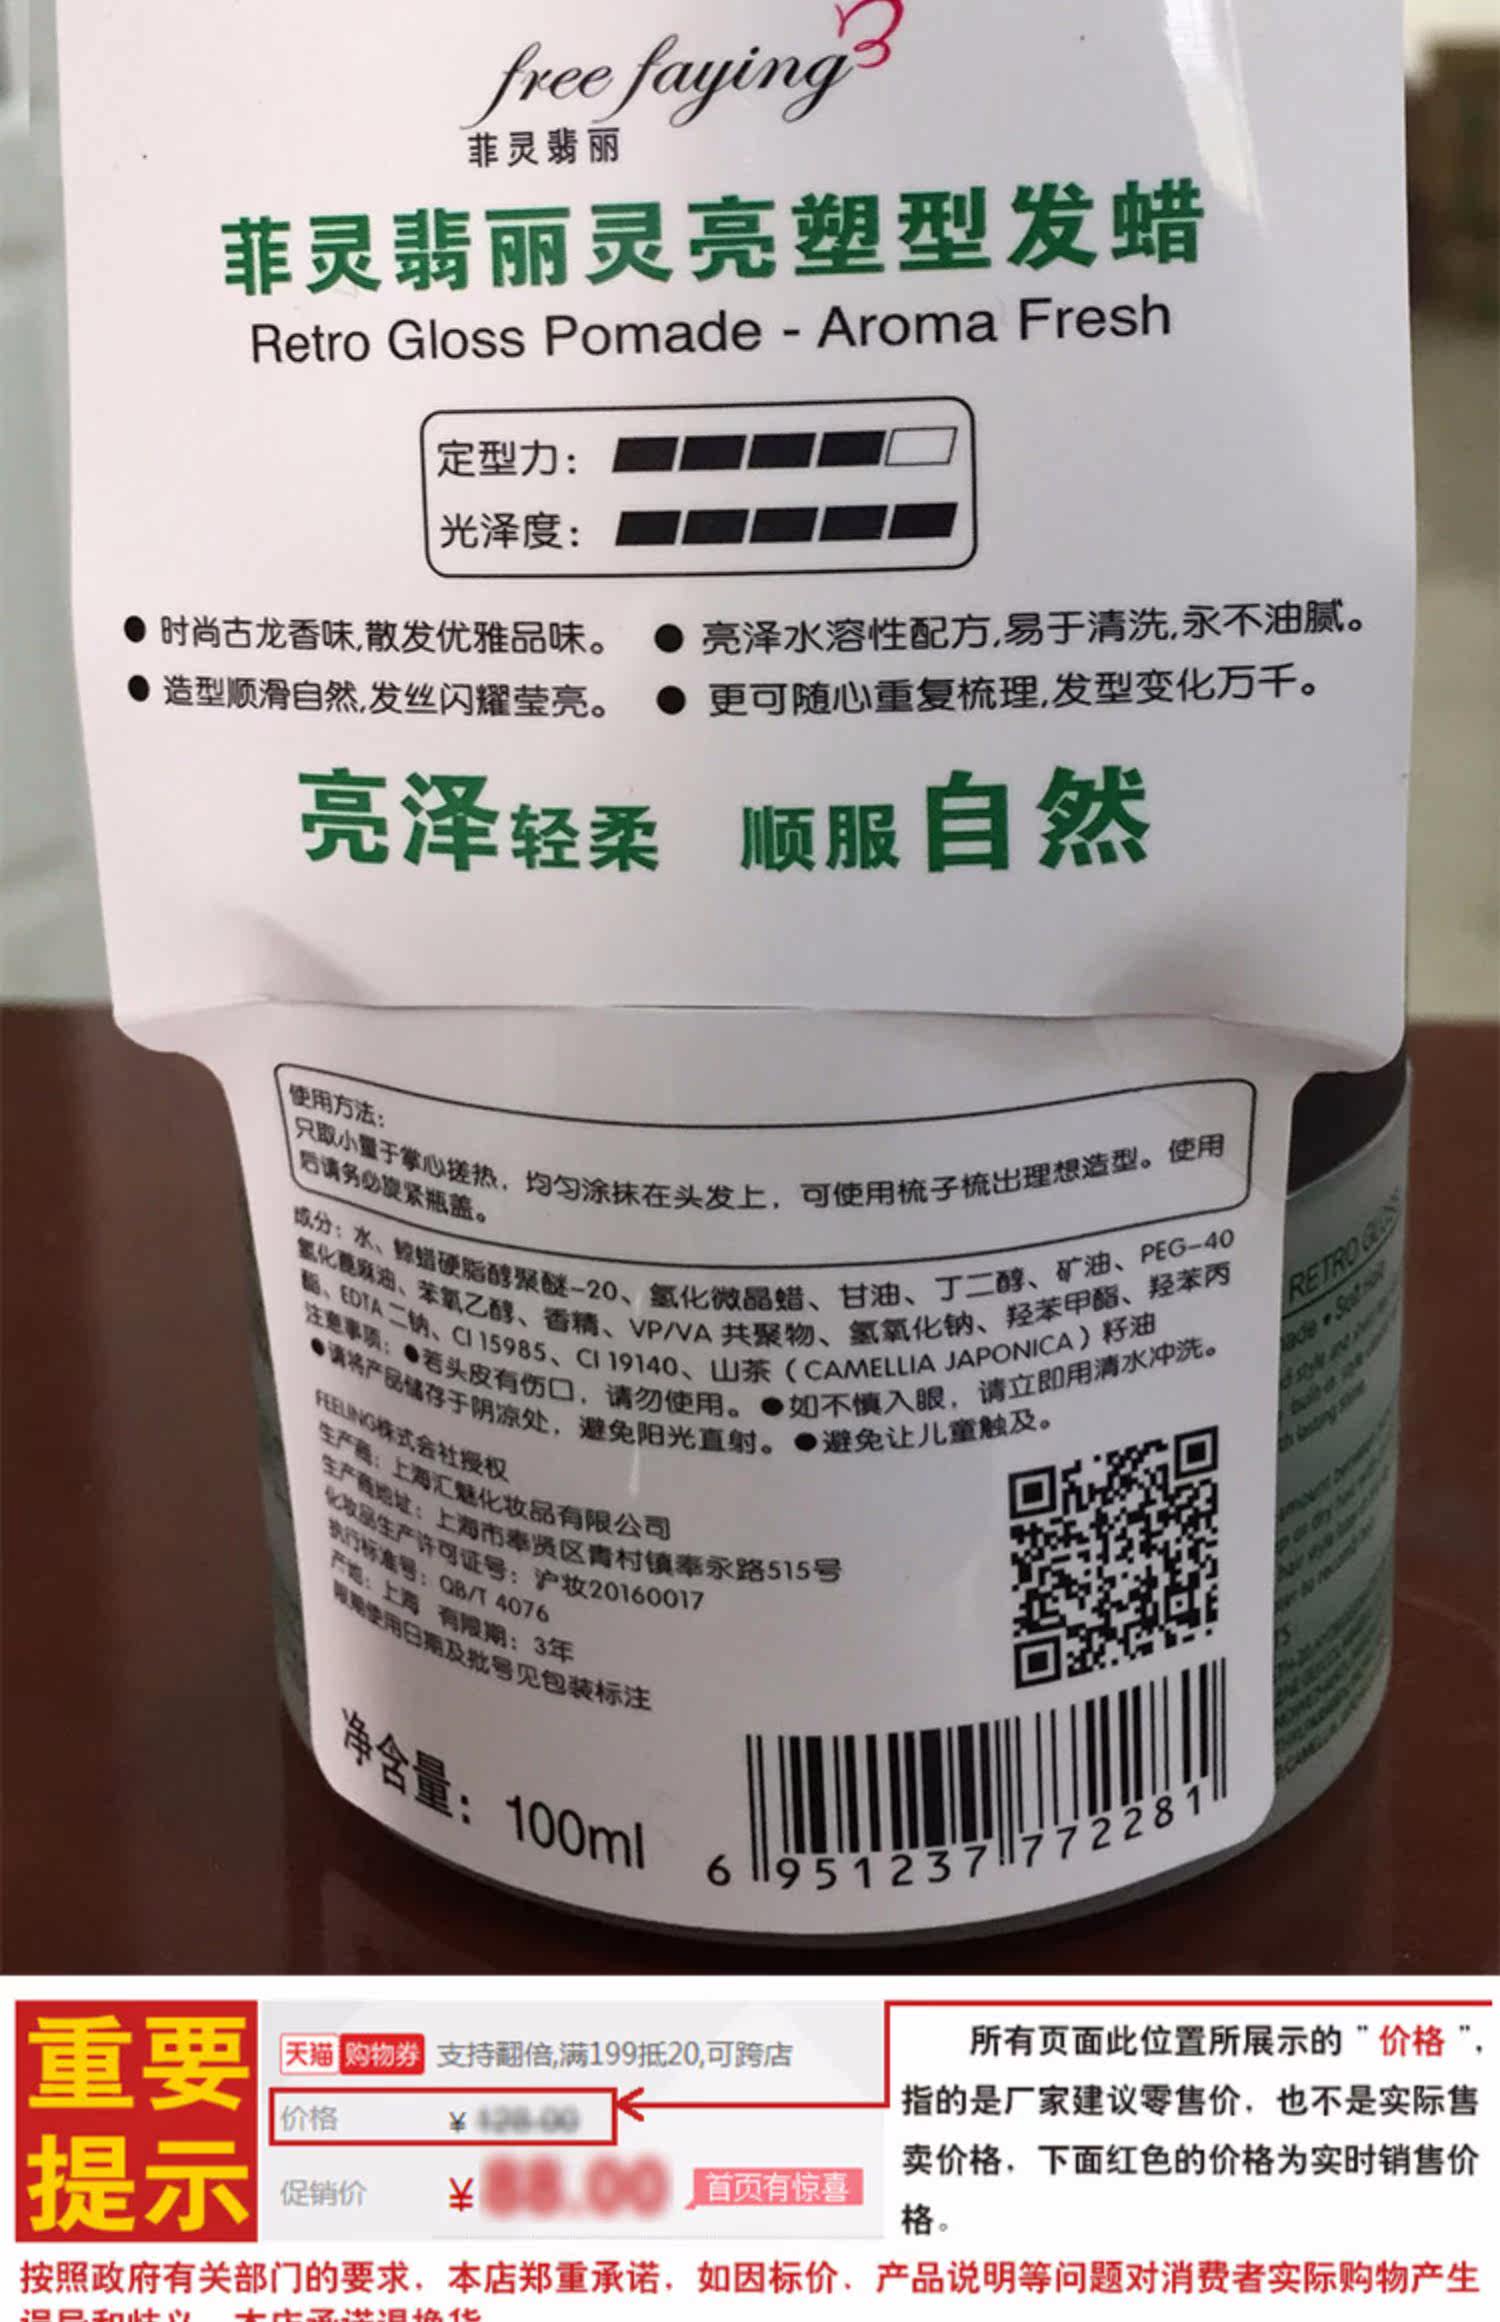 free faying
菲灵翡丽
菲灵翡丽灵亮塑型发蜡
Retro Gloss Pomade - Aroma Fresh
定型力：
光泽度：
● 时尚古龙香味,散发优雅品味。 ● 亮泽水溶性配方,易于清洗,永不油腻。
● 造型顺滑自然,发丝闪耀莹亮。 ● 更可随心重复梳理,发型变化万千。
亮泽轻柔 顺服自然
使用方法：
只取小量于掌心搓热，均匀涂抹在头发上，可使用梳子梳出理想造型。使用
后请务必旋紧瓶盖。
成分：水、鲸蜡硬脂醇聚醚-20、氢化微晶蜡、甘油、丁二醇、矿油、PEG-40
氢化蓖麻油、苯氧乙醇、香精、VP/VA 共聚物、氢氧化钠、羟苯甲酯、羟苯丙
酯、EDTA 二钠、CI 15985、CI 19140、山茶（CAMELLIA JAPONICA）籽油
注意事项：●若头皮有伤口，请勿使用。●如不慎入眼，请立即用清水冲洗。
●请将产品储存于阴凉处，避免阳光直射。●避免让儿童触及。
FEELING株式会社授权
生产商：上海汇魅化妆品有限公司
生产商地址：上海市奉贤区青村镇奉永路515号
化妆品生产许可证号：沪妆20160017
执行标准号：QB/T 4076
产地：上海 有限期：3年
限期使用日期及批号见包装标注
净含量：100ml
6 951237 772281
RETRO
重要
提示
天猫 购物券 支持翻倍,满199抵20,可跨店
价格 ¥ 128.00
促销价 ¥ 88.00 首页有惊喜
所有页面此位置所展示的"价格"，
指的是厂家建议零售价，也不是实际售
卖价格，下面红色的价格为实时销售价
格。
按照政府有关部门的要求，本店郑重承诺，如因标价，产品说明等问题对消费者实际购物产生